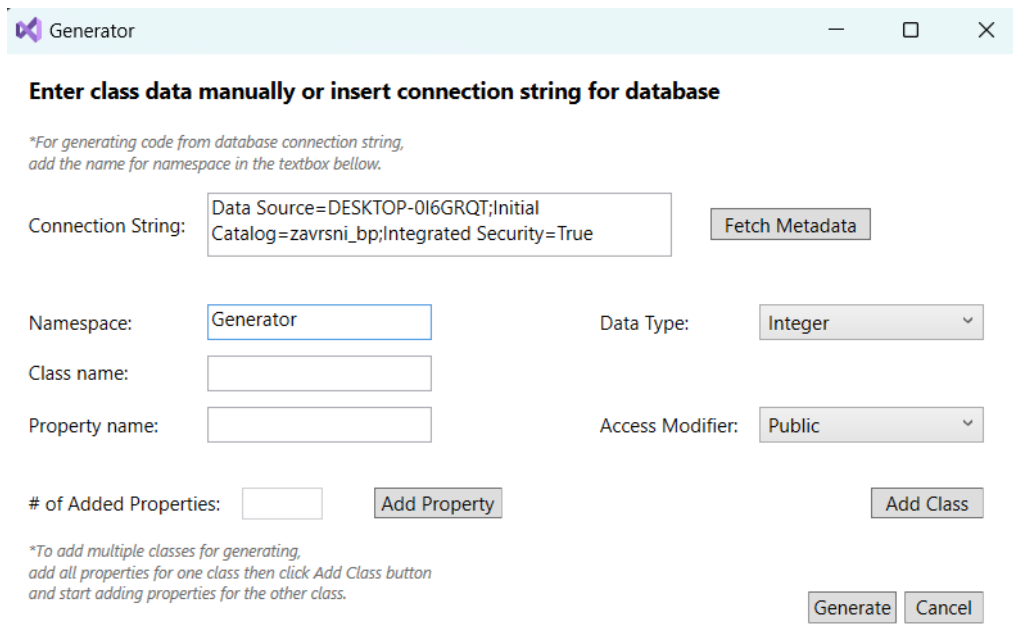 Generator
Enter class data manually or insert connection string for database
*For generating code from database connection string,
add the name for namespace in the textbox bellow.
Connection String:
Data Source=DESKTOP-0I6GRQT;Initial
Catalog=zavrsni_bp;Integrated Security=True
Fetch Metadata
Namespace:
Generator
Data Type:
Integer
Class name:
Property name:
Access Modifier:
Public
# of Added Properties:
Add Property
Add Class
*To add multiple classes for generating,
add all properties for one class then click Add Class button
and start adding properties for the other class.
Generate
Cancel